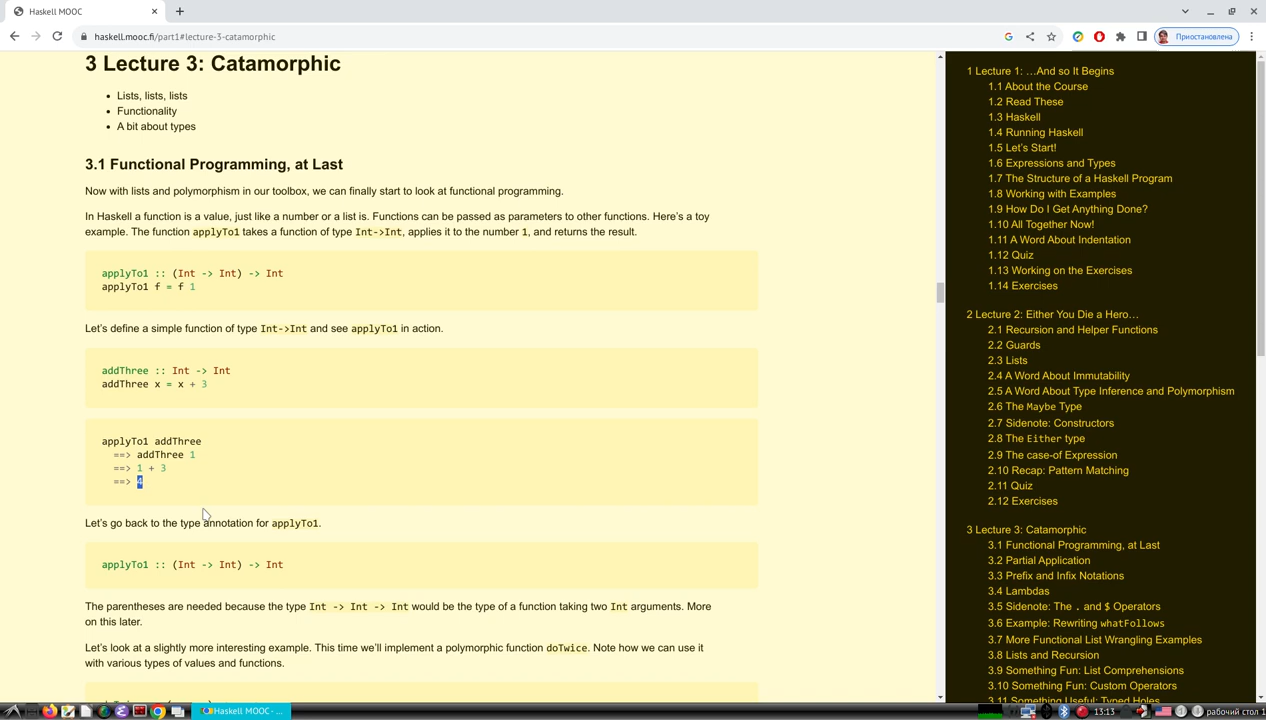 Haskell MOOC
haskell.mooc.fi/part1#lecture-3-catamorphic
Приостановлена
3 Lecture 3: Catamorphic
Lists, lists, lists
Functionality
A bit about types
3.1 Functional Programming, at Last
Now with lists and polymorphism in our toolbox, we can finally start to look at functional programming.
In Haskell a function is a value, just like a number or a list is. Functions can be passed as parameters to other functions. Here's a toy
example. The function applyTo1 takes a function of type Int->Int, applies it to the number 1, and returns the result.
applyTo1 :: (Int -> Int) -> Int
applyTo1 f = f 1
Let's define a simple function of type Int->Int and see applyTo1 in action.
addThree :: Int -> Int
addThree x = x + 3
applyTo1 addThree
==> addThree 1
==> 1 + 3
==> 4
Let's go back to the type annotation for applyTo1.
applyTo1 :: (Int -> Int) -> Int
The parentheses are needed because the type Int -> Int -> Int would be the type of a function taking two Int arguments. More
on this later.
Let's look at a slightly more interesting example. This time we'll implement a polymorphic function doTwice. Note how we can use it
with various types of values and functions.
1 Lecture 1: …And so It Begins
1.1 About the Course
1.2 Read These
1.3 Haskell
1.4 Running Haskell
1.5 Let's Start!
1.6 Expressions and Types
1.7 The Structure of a Haskell Program
1.8 Working with Examples
1.9 How Do I Get Anything Done?
1.10 All Together Now!
1.11 A Word About Indentation
1.12 Quiz
1.13 Working on the Exercises
1.14 Exercises
2 Lecture 2: Either You Die a Hero…
2.1 Recursion and Helper Functions
2.2 Guards
2.3 Lists
2.4 A Word About Immutability
2.5 A Word About Type Inference and Polymorphism
2.6 The Maybe Type
2.7 Sidenote: Constructors
2.8 The Either type
2.9 The case-of Expression
2.10 Recap: Pattern Matching
2.11 Quiz
2.12 Exercises
3 Lecture 3: Catamorphic
3.1 Functional Programming, at Last
3.2 Partial Application
3.3 Prefix and Infix Notations
3.4 Lambdas
3.5 Sidenote: The . and $ Operators
3.6 Example: Rewriting whatFollows
3.7 More Functional List Wrangling Examples
3.8 Lists and Recursion
3.9 Something Fun: List Comprehensions
3.10 Something Fun: Custom Operators
3.11 Something Useful: Typed Holes
Haskell MOOC - ...
13:13
рабочий стол 1